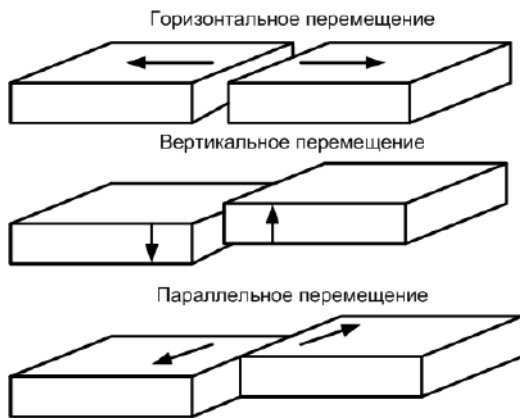 Горизонтальное перемещение
Вертикальное перемещение
Параллельное перемещение